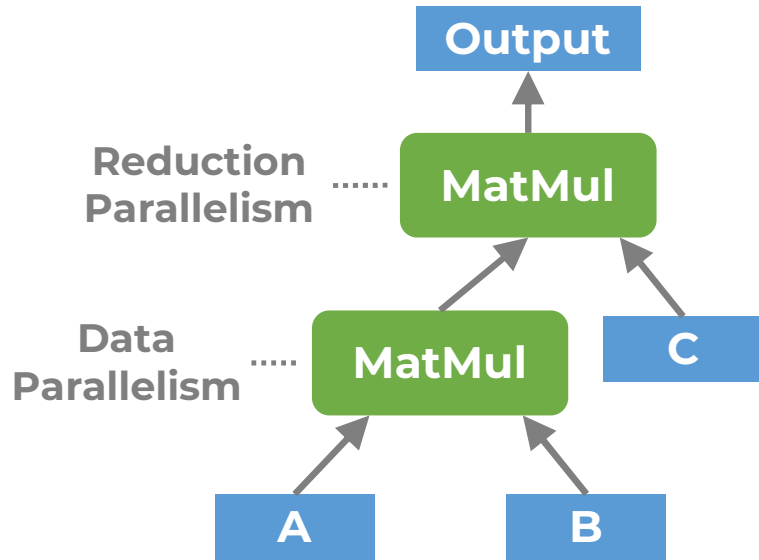 Output
Reduction
Parallelism
MatMul
Data
Parallelism
MatMul
C
A
B